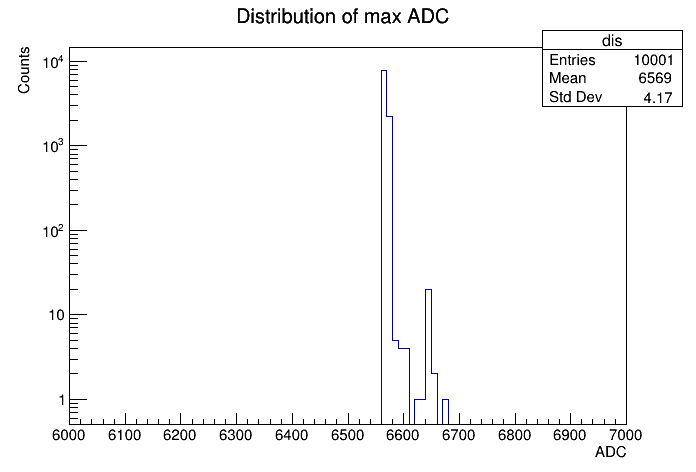 Distribution of max ADC
dis
Entries 10001
Mean 6569
Std Dev 4.17
Counts
10⁴
10³
10²
10
1
6000 6100 6200 6300 6400 6500 6600 6700 6800 6900 7000
ADC